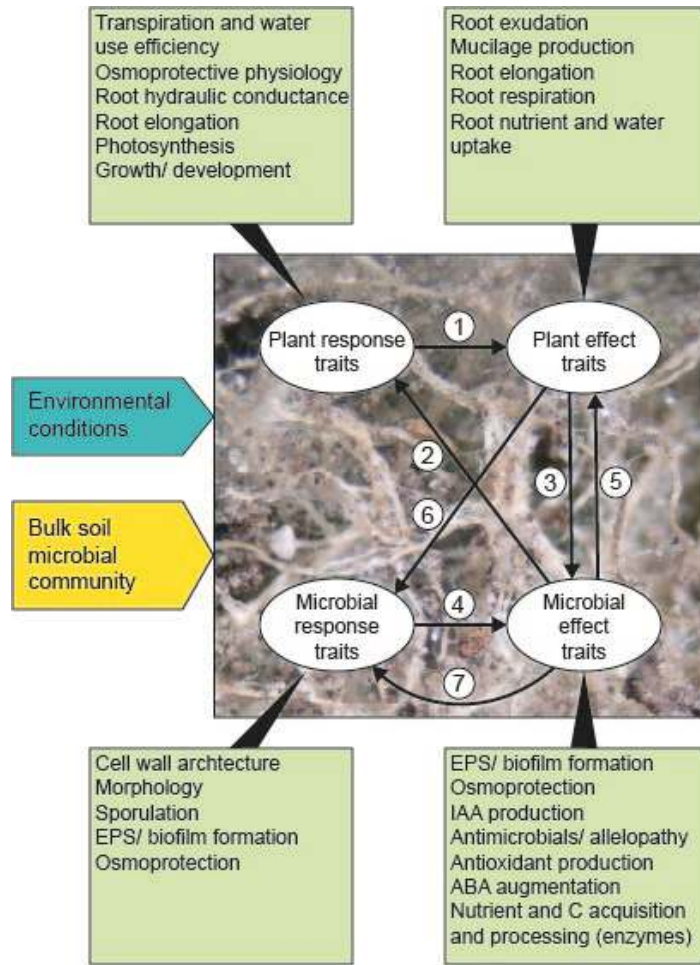 Transpiration and water
use efficiency
Osmoprotective physiology
Root hydraulic conductance
Root elongation
Photosynthesis
Growth/ development
Root exudation
Mucilage production
Root elongation
Root respiration
Root nutrient and water
uptake
Plant response
traits
1
Plant effect
traits
Environmental
conditions
2
3
5
6
Bulk soil
microbial
community
Microbial
response
traits
4
Microbial
effect
traits
7
Cell wall archtecture
Morphology
Sporulation
EPS/ biofilm formation
Osmoprotection
EPS/ biofilm formation
Osmoprotection
IAA production
Antimicrobials/ allelopathy
Antioxidant production
ABA augmentation
Nutrient and C acquisition
and processing (enzymes)